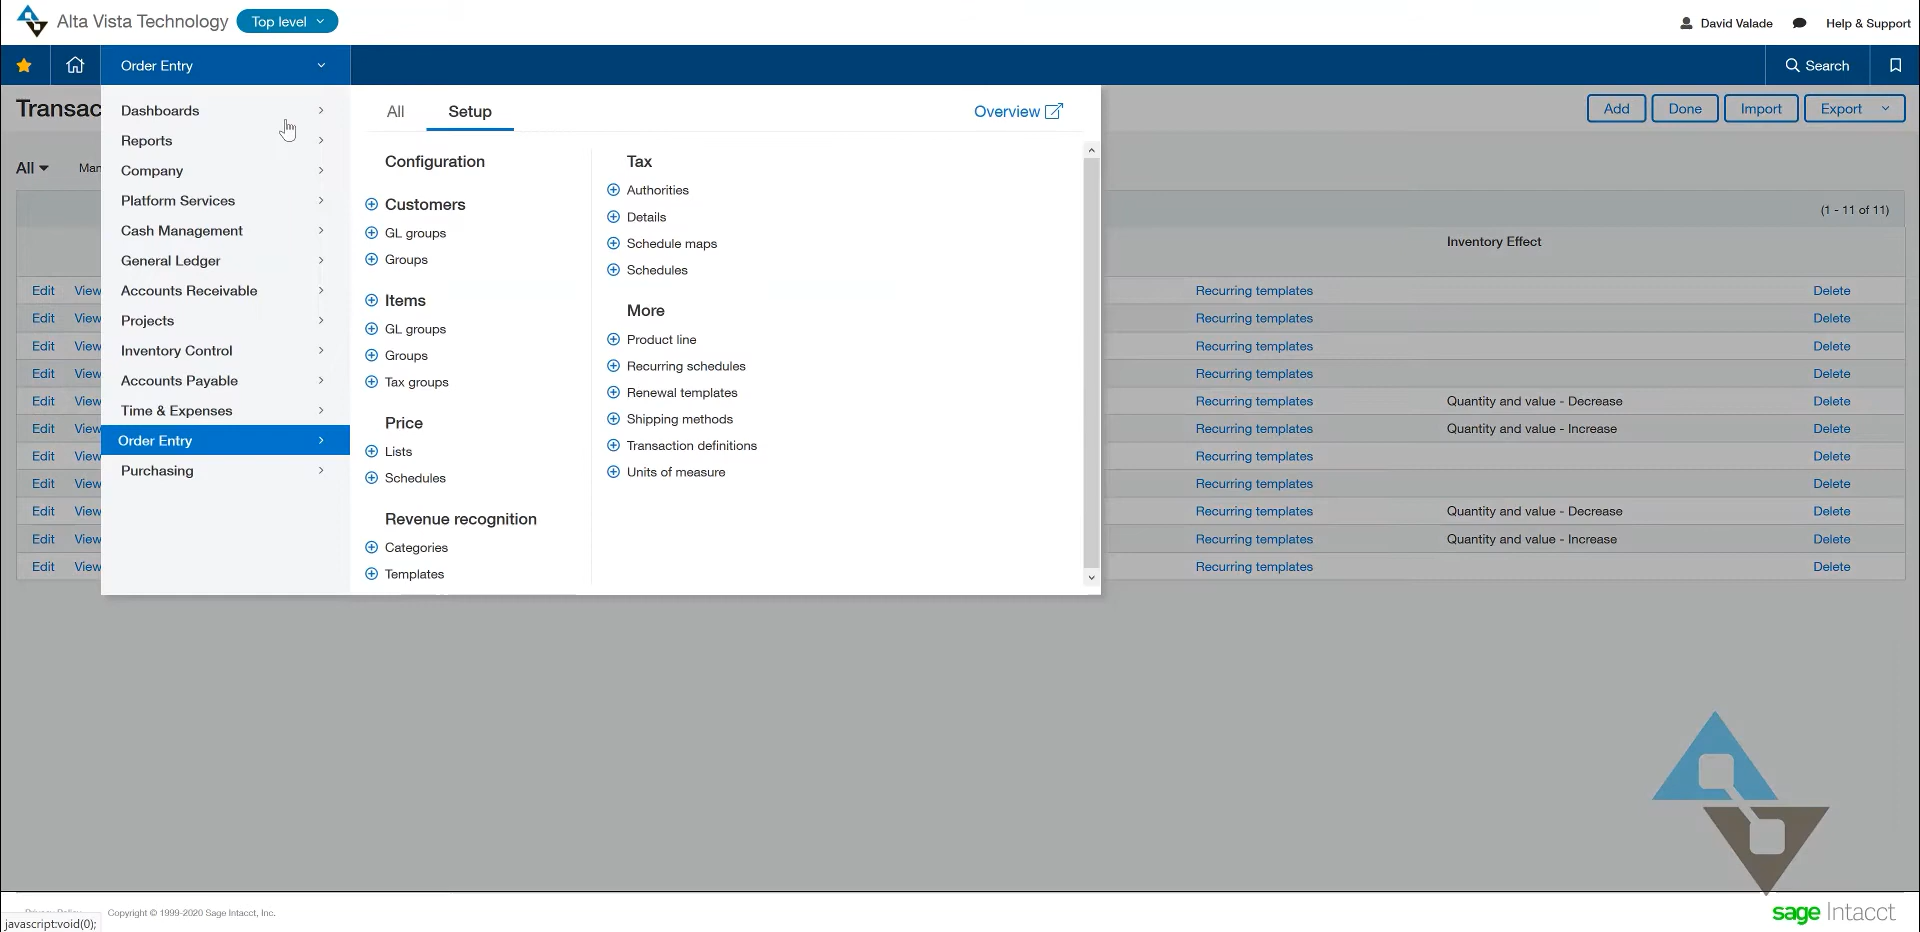 Alta Vista Technology
Top level
David Valade
Help & Support
Order Entry
Search
Transac
Add
Done
Import
Export
All
Man
(1 - 11 of 11)
Inventory Effect
Dashboards
Reports
Company
Platform Services
Cash Management
General Ledger
Accounts Receivable
Projects
Inventory Control
Accounts Payable
Time & Expenses
Order Entry
Purchasing
All
Setup
Overview
Configuration
Customers
GL groups
Groups
Items
GL groups
Groups
Tax groups
Price
Lists
Schedules
Revenue recognition
Categories
Templates
Tax
Authorities
Details
Schedule maps
Schedules
More
Product line
Recurring schedules
Renewal templates
Shipping methods
Transaction definitions
Units of measure
Edit View Recurring templates Delete
Edit View Recurring templates Delete
Edit View Recurring templates Delete
Edit View Recurring templates Delete
Edit View Recurring templates Quantity and value - Decrease Delete
Edit View Recurring templates Quantity and value - Increase Delete
Edit View Recurring templates Delete
Edit View Recurring templates Delete
Edit View Recurring templates Quantity and value - Decrease Delete
Edit View Recurring templates Quantity and value - Increase Delete
Edit View Recurring templates Delete
Copyright © 1999-2020 Sage Intacct, Inc.
javascript:void(0);
sage Intacct